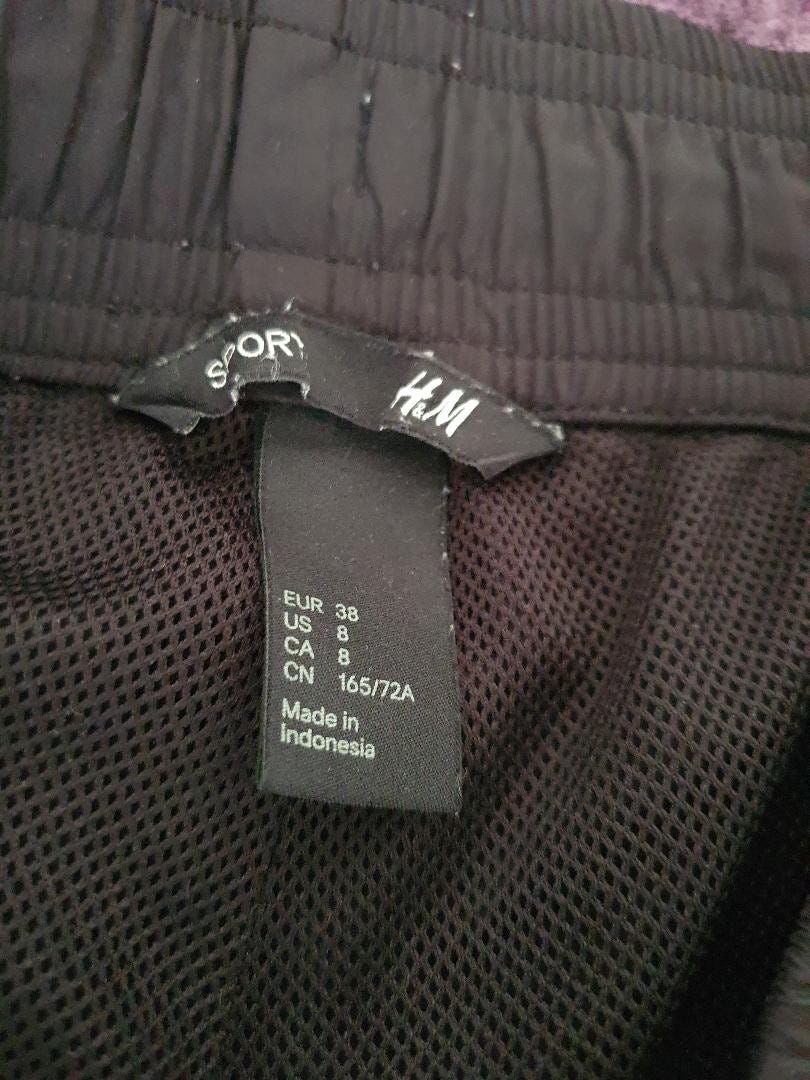 SPORT
H&M
EUR 38
US 8
CA 8
CN 165/72A
Made in
Indonesia